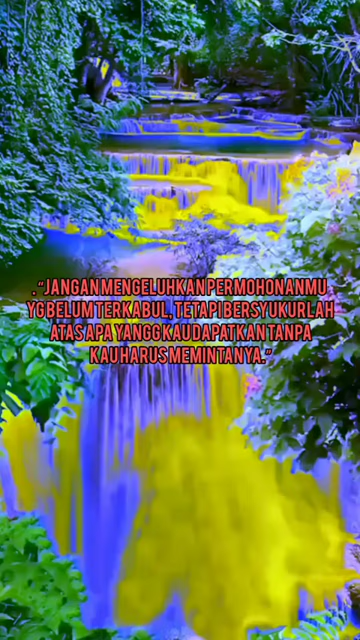 . "JANGAN MENGELUHKAN PERMOHONANMU
YG BELUM TERKABUL, TETAPI BERSYUKURLAH
ATAS APA YANGG KAU DAPATKAN TANPA
KAU HARUS MEMINTANYA."